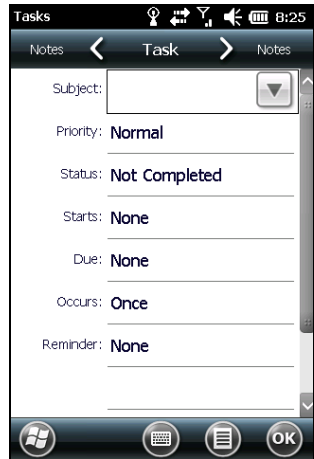 Tasks 8:25
Notes Task Notes
Subject:
Priority: Normal
Status: Not Completed
Starts: None
Due: None
Occurs: Once
Reminder: None
OK